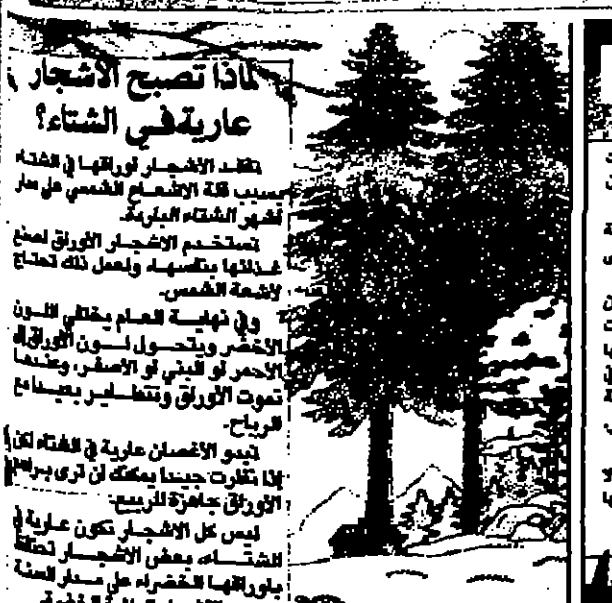 لماذا تصبح الأشجار
عارية في الشتاء؟
تفقد الأشجار أوراقها في الشتاء
بسبب قلة الإشعاع الشمسي على مدار
أشهر الشتاء الباردة.
تستخدم الأشجار الأوراق لصنع
غذائها بنفسها، ولعمل ذلك تحتاج
لأشعة الشمس.
وفي نهاية العام يختفي اللون
الأخضر ويتحول لون الأوراق إلى
الأحمر أو البني أو الأصفر، وعندها
تموت الأوراق وتتطاير بعيدا مع
الرياح.
تبدو الأغصان عارية في الشتاء لكن
إذا نظرت جيدا يمكنك أن ترى براعم
الأوراق جاهزة للربيع.
ليس كل الأشجار تكون عارية في
الشتاء، بعض الأشجار تحتفظ
بأوراقها الخضراء على مدار السنة